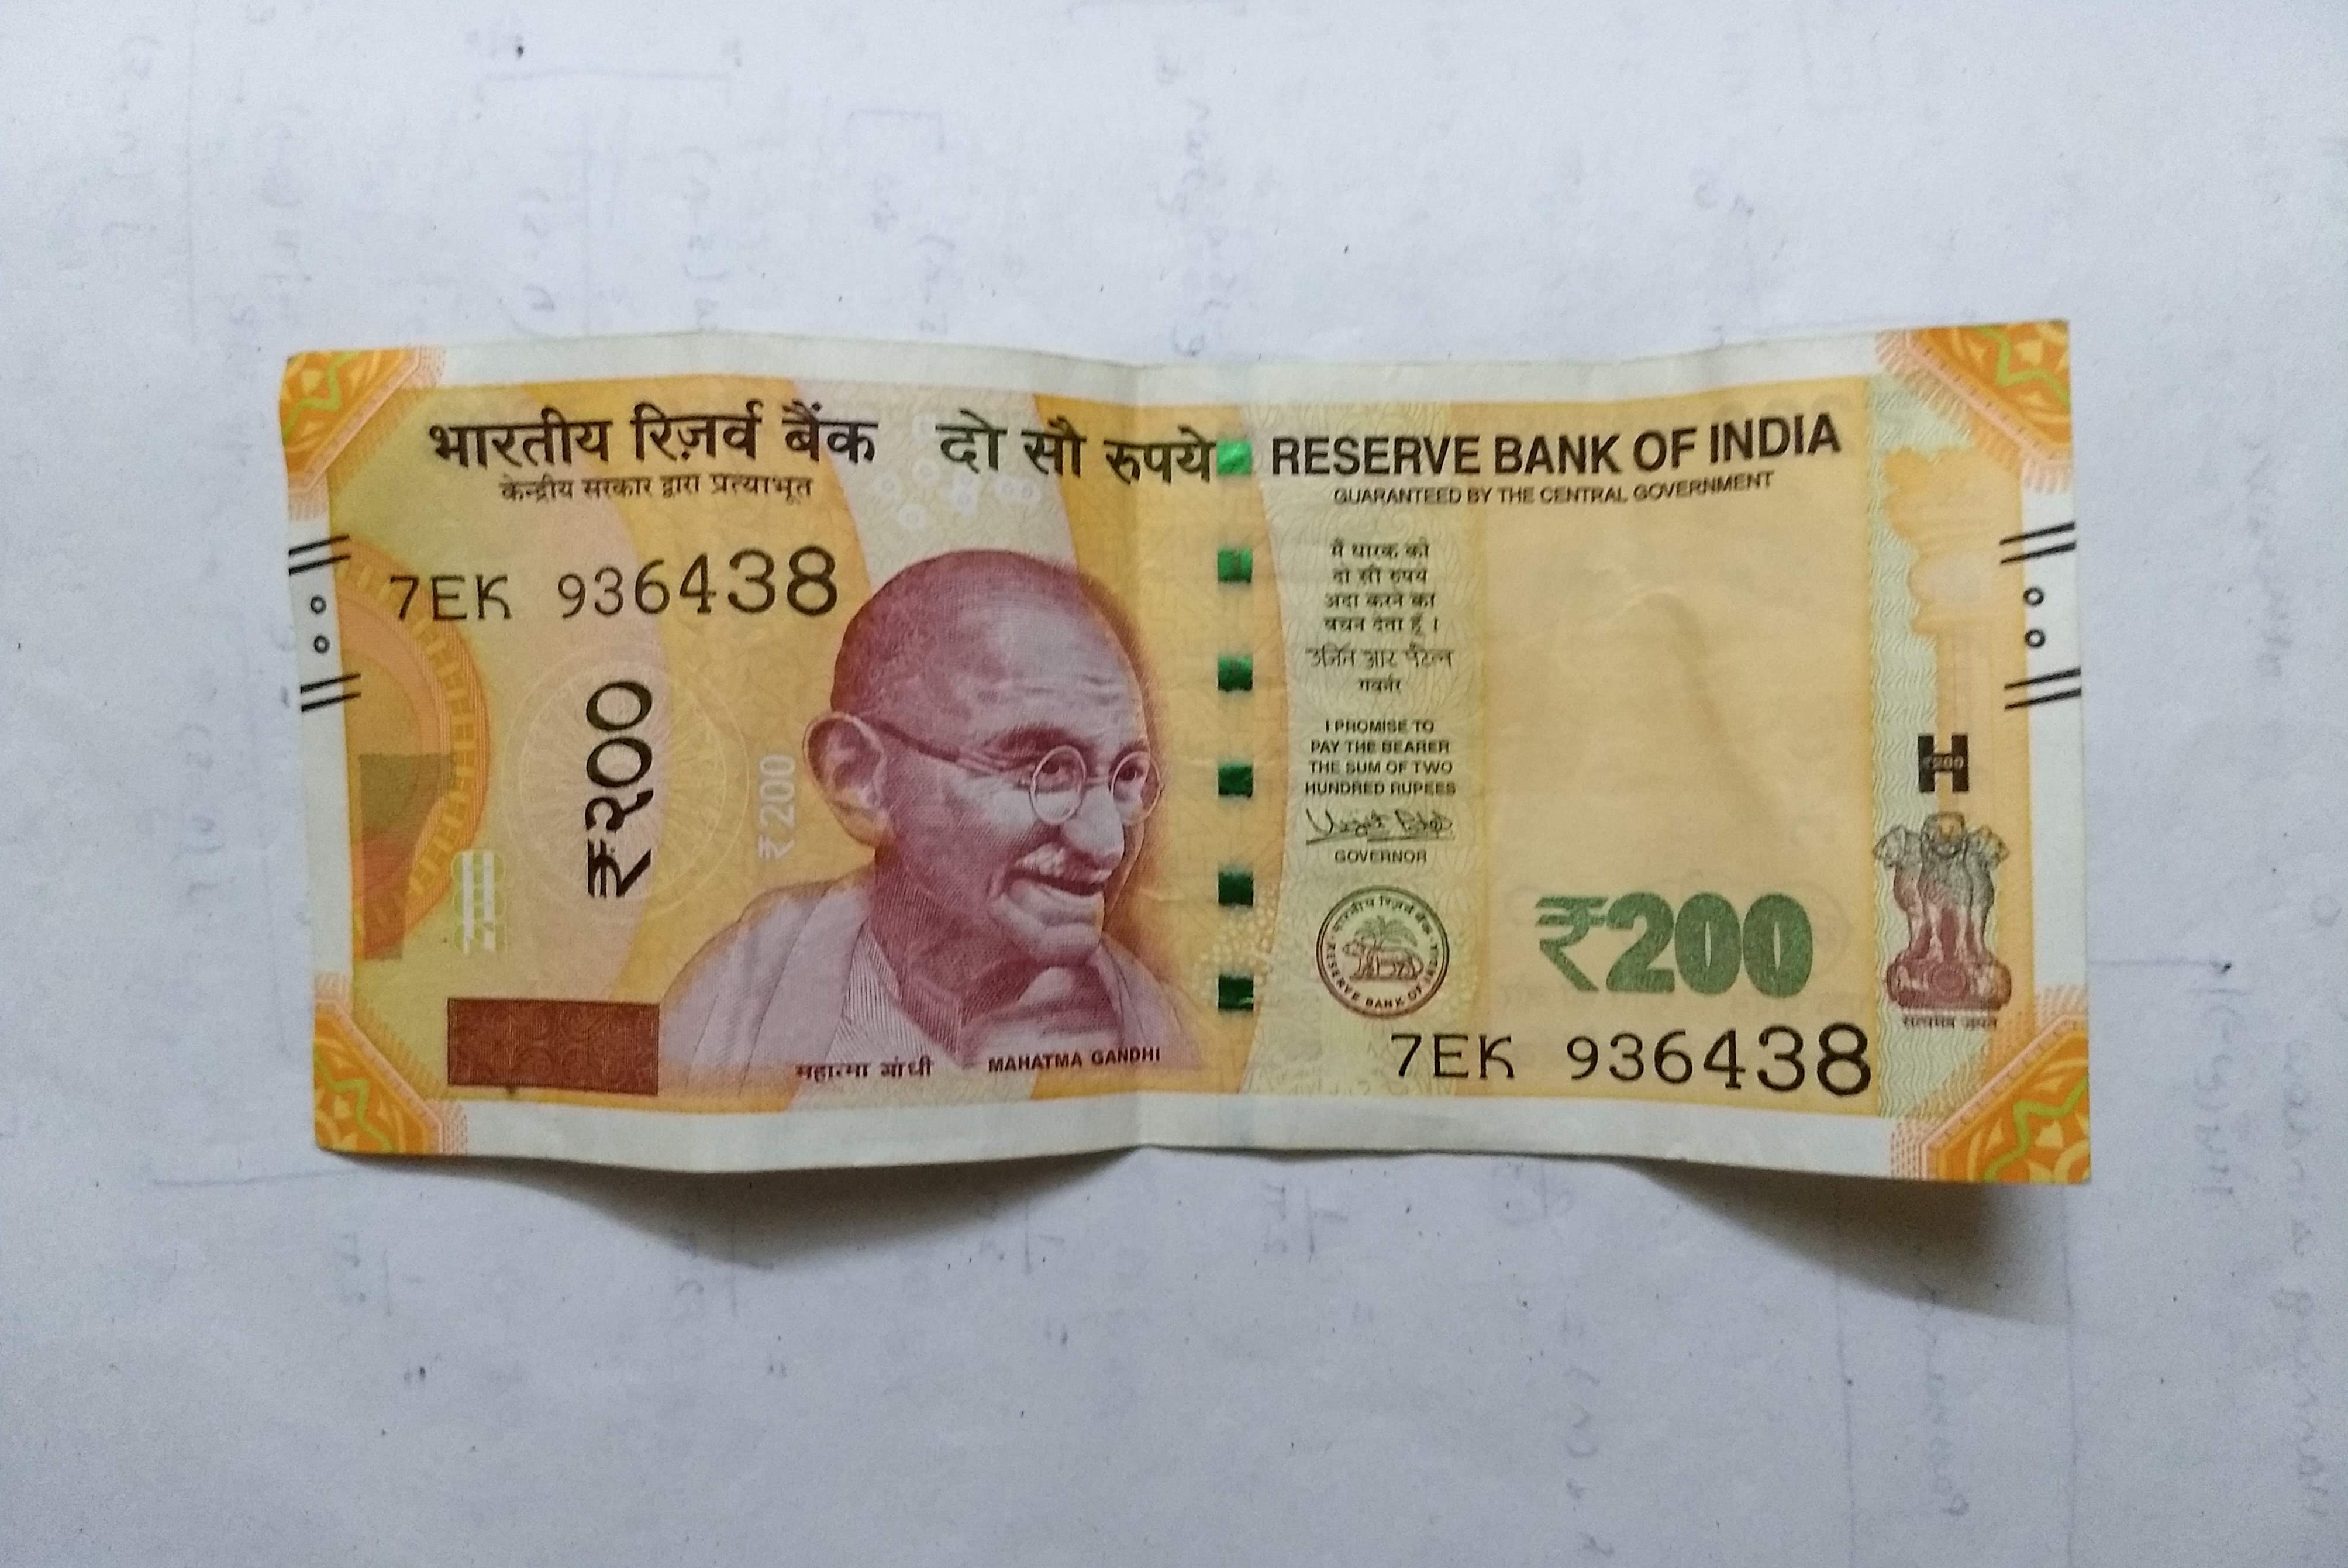 भारतीय रिज़र्व बैंक
केन्द्रीय सरकार द्वारा प्रत्याभूत
दो सौ रुपये
RESERVE BANK OF INDIA
GUARANTEED BY THE CENTRAL GOVERNMENT
7EK 936438
₹२००
₹200
मैं धारक को
दो सौ रुपये
अदा करने का
वचन देता हूँ ।
उर्जित आर पटेल
गवर्नर
I PROMISE TO
PAY THE BEARER
THE SUM OF TWO
HUNDRED RUPEES
GOVERNOR
भारतीय रिज़र्व बैंक
RESERVE BANK OF INDIA
H
₹200
₹200
सत्यमेव जयते
7EK 936438
महात्मा गांधी
MAHATMA GANDHI